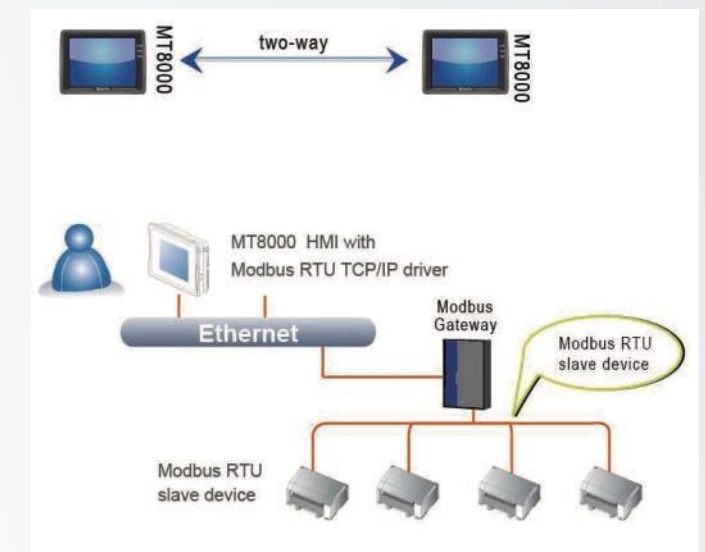 two-way
MT8000
MT8000
MT8000 HMI with
Modbus RTU TCP/IP driver
Ethernet
Modbus
Gateway
Modbus RTU
slave device
Modbus RTU
slave device